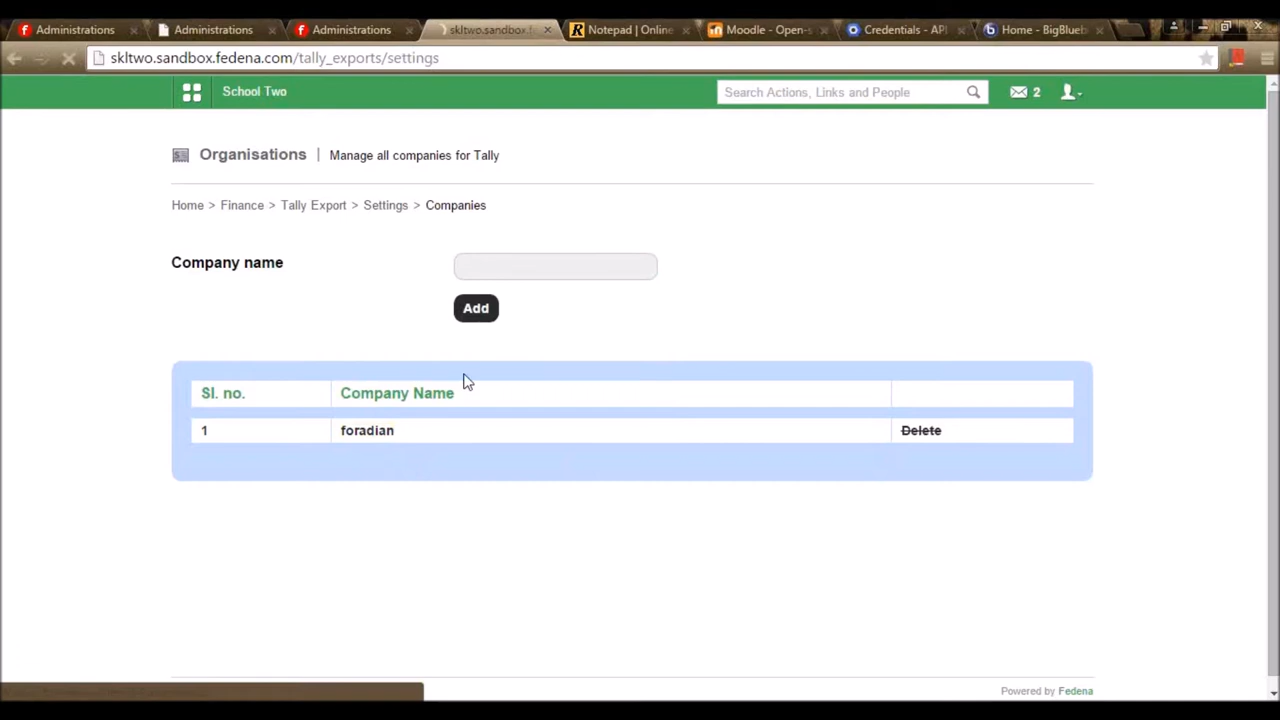 Administrations
Administrations
Administrations
skltwo.sandbox.f
Notepad | Online
Moodle - Open-s
Credentials - API
Home - BigBlueb
skltwo.sandbox.fedena.com/tally_exports/settings
School Two
Search Actions, Links and People
2
Organisations | Manage all companies for Tally
Home > Finance > Tally Export > Settings > Companies
Company name
Add
Sl. no. Company Name
1 foradian Delete
Powered by Fedena